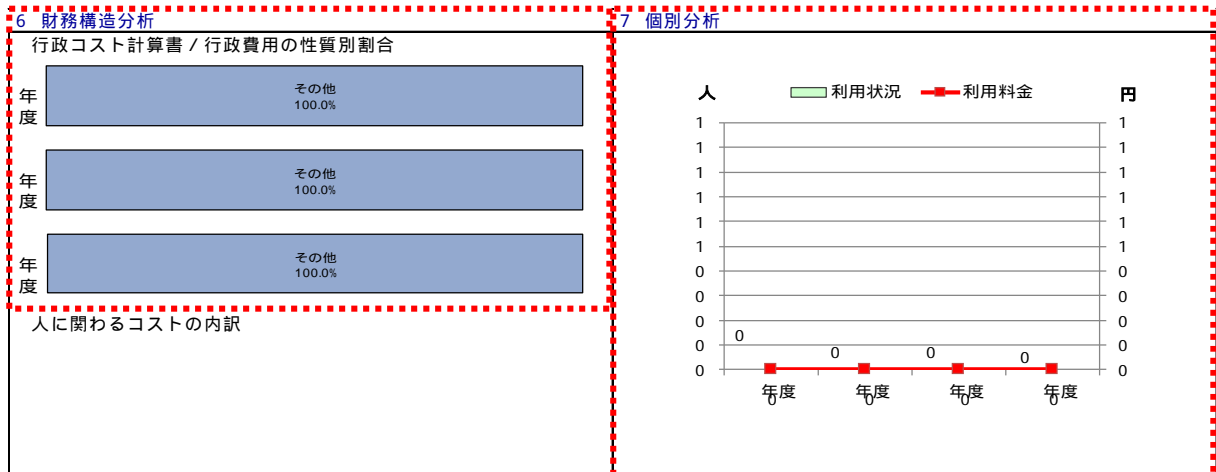 6 財務構造分析
行政コスト計算書/行政費用の性質別割合
年度
その他
100.0%
年度
その他
100.0%
年度
その他
100.0%
人に関わるコストの内訳
7 個別分析
人
利用状況
利用料金
円
1 1
1 1
1 1
1 1
1 1
1 1
0 0
0 0
0 0
0 0
0 0
0 0 0 0
年度 年度 年度 年度
0 0 0 0